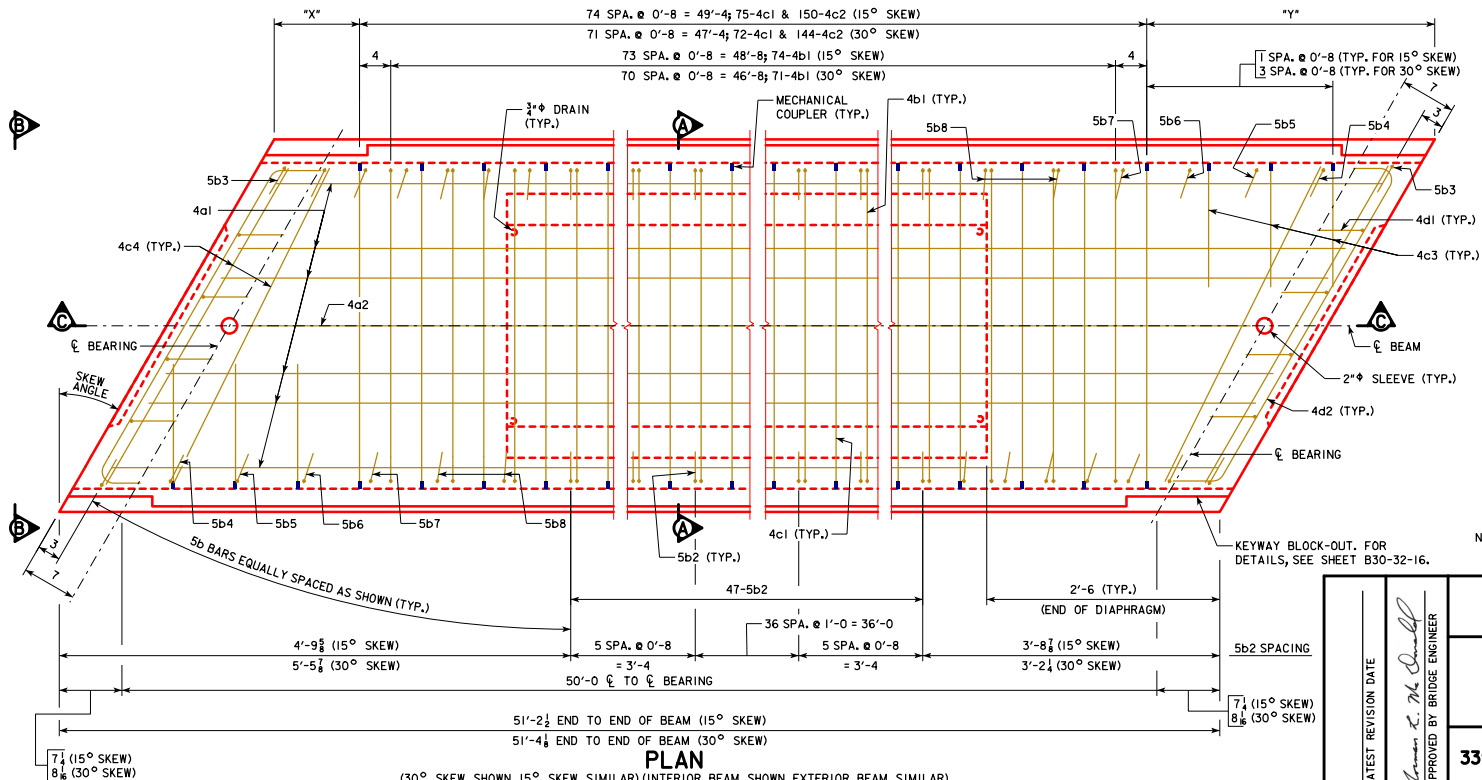 "X"
74 SPA. @ 0'-8 = 49'-4; 75-4c1 & 150-4c2 (15° SKEW)
71 SPA. @ 0'-8 = 47'-4; 72-4c1 & 144-4c2 (30° SKEW)
"Y"
4
73 SPA. @ 0'-8 = 48'-8; 74-4b1 (15° SKEW)
70 SPA. @ 0'-8 = 46'-8; 71-4b1 (30° SKEW)
4
1 SPA. @ 0'-8 (TYP. FOR 15° SKEW)
3 SPA. @ 0'-8 (TYP. FOR 30° SKEW)
7
3
B
3/4"φ DRAIN
(TYP.)
A
MECHANICAL
COUPLER (TYP.)
4b1 (TYP.)
5b8
5b7
5b6
5b5
5b4
5b3
5b3
4a1
4d1 (TYP.)
4c4 (TYP.)
4c3 (TYP.)
4a2
C
C
℄ BEARING
℄ BEAM
SKEW
ANGLE
2"φ SLEEVE (TYP.)
4d2 (TYP.)
℄ BEARING
B
5b4
5b5
5b6
5b7
5b8
A
5b2 (TYP.)
4c1 (TYP.)
3
7
5b BARS EQUALLY SPACED AS SHOWN (TYP.)
KEYWAY BLOCK-OUT. FOR
DETAILS, SEE SHEET B30-32-16.
N
47-5b2
2'-6 (TYP.)
(END OF DIAPHRAGM)
36 SPA. @ 1'-0 = 36'-0
4'-9 5/8 (15° SKEW)
5'-5 7/8 (30° SKEW)
5 SPA. @ 0'-8
= 3'-4
5 SPA. @ 0'-8
= 3'-4
3'-8 7/8 (15° SKEW)
3'-2 1/4 (30° SKEW)
5b2 SPACING
50'-0 ℄ TO ℄ BEARING
7 1/4 (15° SKEW)
8 1/16 (30° SKEW)
51'-2 1/2 END TO END OF BEAM (15° SKEW)
51'-4 1/8 END TO END OF BEAM (30° SKEW)
7 1/4 (15° SKEW)
8 1/16 (30° SKEW)
PLAN
(30° SKEW SHOWN, 15° SKEW SIMILAR) (INTERIOR BEAM SHOWN, EXTERIOR BEAM SIMILAR)
ATEST REVISION DATE
APPROVED BY BRIDGE ENGINEER
33